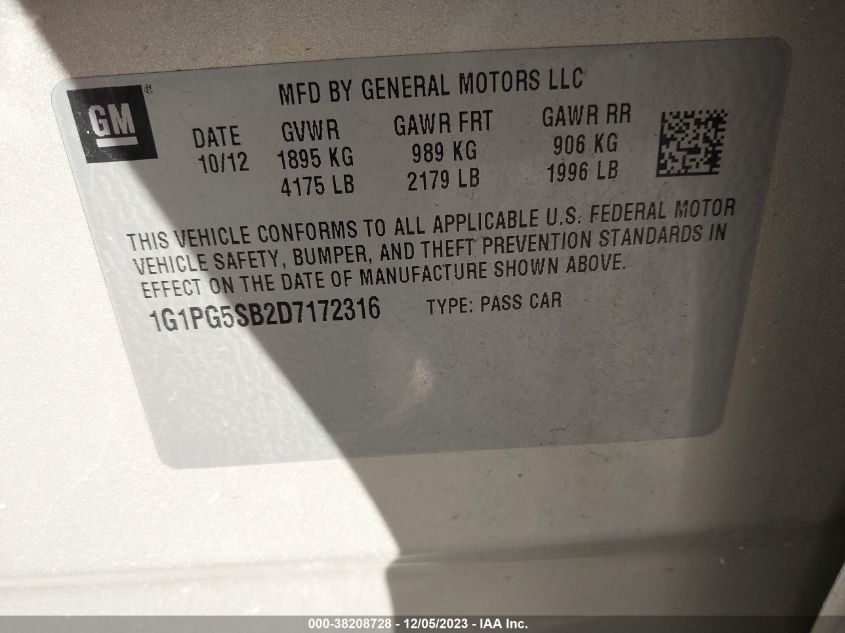 MFD BY GENERAL MOTORS LLC
GM®
DATE GVWR GAWR FRT GAWR RR
10/12 1895 KG 989 KG 906 KG
4175 LB 2179 LB 1996 LB
THIS VEHICLE CONFORMS TO ALL APPLICABLE U.S. FEDERAL MOTOR
VEHICLE SAFETY, BUMPER, AND THEFT PREVENTION STANDARDS IN
EFFECT ON THE DATE OF MANUFACTURE SHOWN ABOVE.
1G1PG5SB2D7172316 TYPE: PASS CAR
000-38208728 - 12/05/2023 - IAA Inc.